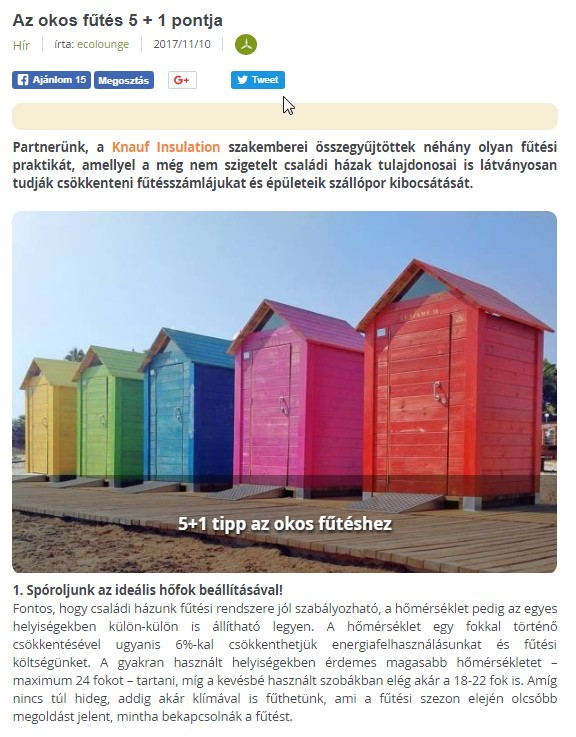 Az okos fűtés 5 + 1 pontja
Hír írta: ecolounge 2017/11/10
Ajánlom 15 Megosztás G+ Tweet
Partnerünk, a Knauf Insulation szakemberei összegyűjtöttek néhány olyan fűtési
praktikát, amellyel a még nem szigetelt családi házak tulajdonosai is látványosan
tudják csökkenteni fűtésszámlájukat és épületeik szállópor kibocsátását.
5+1 tipp az okos fűtéshez
1. Spóroljunk az ideális hőfok beállításával!
Fontos, hogy családi házunk fűtési rendszere jól szabályozható, a hőmérséklet pedig az egyes
helyiségekben külön-külön is állítható legyen. A hőmérséklet egy fokkal történő
csökkentésével ugyanis 6%-kal csökkenthetjük energiafelhasználásunkat és fűtési
költségünket. A gyakran használt helyiségekben érdemes magasabb hőmérsékletet –
maximum 24 fokot – tartani, míg a kevésbé használt szobákban elég akár a 18-22 fok is. Amíg
nincs túl hideg, addig akár klímával is fűthetünk, ami a fűtési szezon elején olcsóbb
megoldást jelent, mintha bekapcsolnák a fűtést.